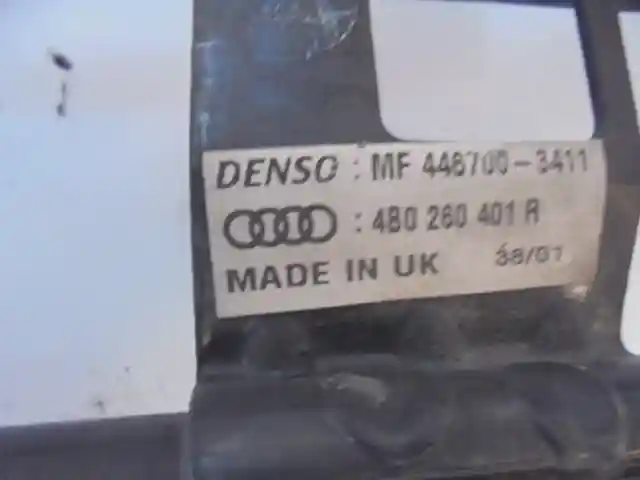 DENSO : MF 446700-3411
: 4B0 260 401 R
MADE IN UK 38/01